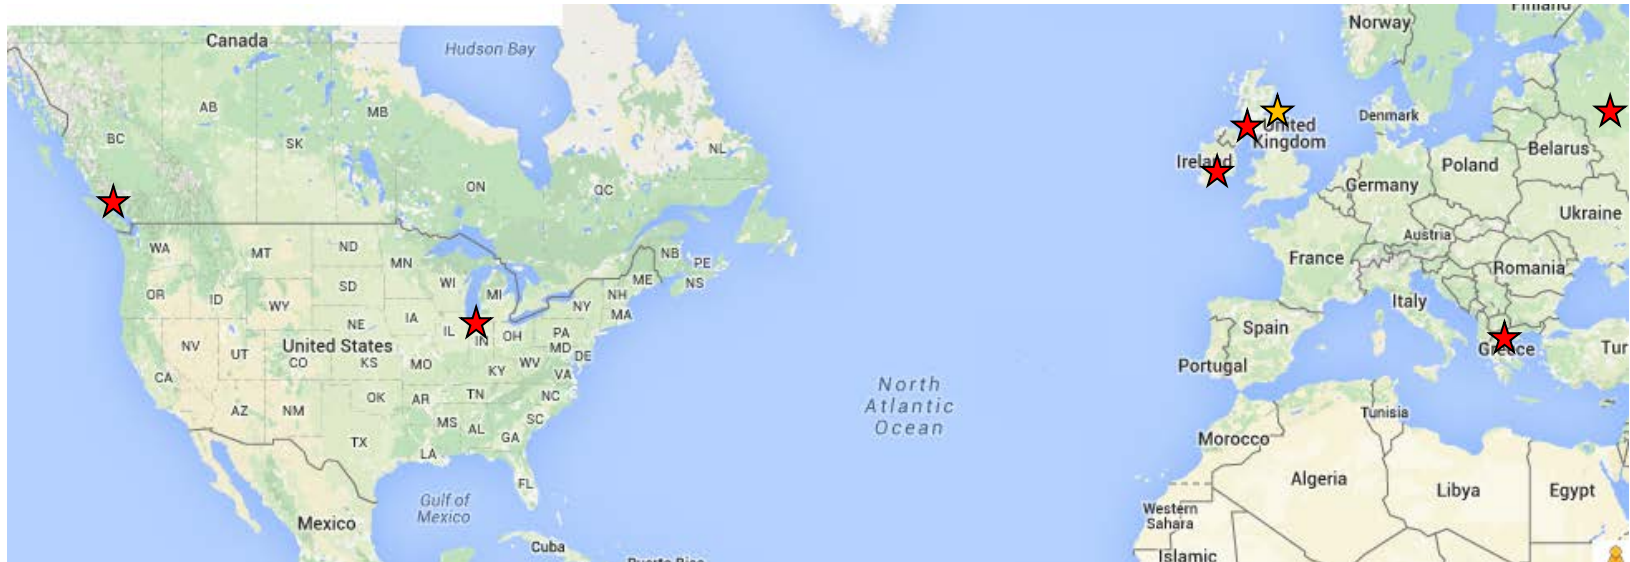 Canada
Hudson Bay
AB
MB
BC
SK
NL
ON
QC
WA
MT
ND
MN
NB
PE
OR
ID
SD
WI
MI
ME
NS
WY
NH
NY
MA
NE
IA
IL
IN
OH
PA
NV
UT
United States
CO
KS
MO
MD
DE
WV
VA
KY
CA
OK
AR
TN
NC
AZ
NM
MS
AL
SC
GA
TX
LA
FL
Gulf of
Mexico
Mexico
Cuba
North
Atlantic
Ocean
Norway
Denmark
United
Kingdom
Ireland
Belarus
Poland
Germany
Ukraine
Austria
France
Romania
Italy
Spain
Greece
Portugal
Tur
Tunisia
Morocco
Algeria
Libya
Egypt
Western
Sahara
Islamic